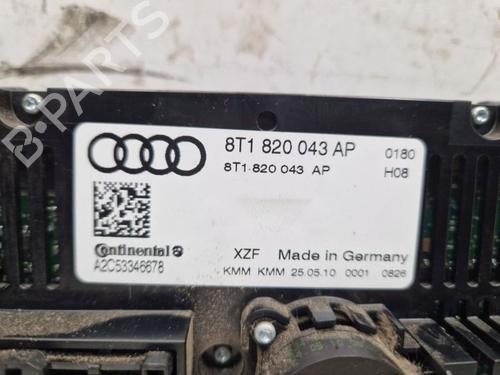 8T1 820 043 AP 0180
8T1 820 043 AP H08
Continental
A2C53346678
XZF Made in Germany
KMM KMM 25.05.10 0001 0826